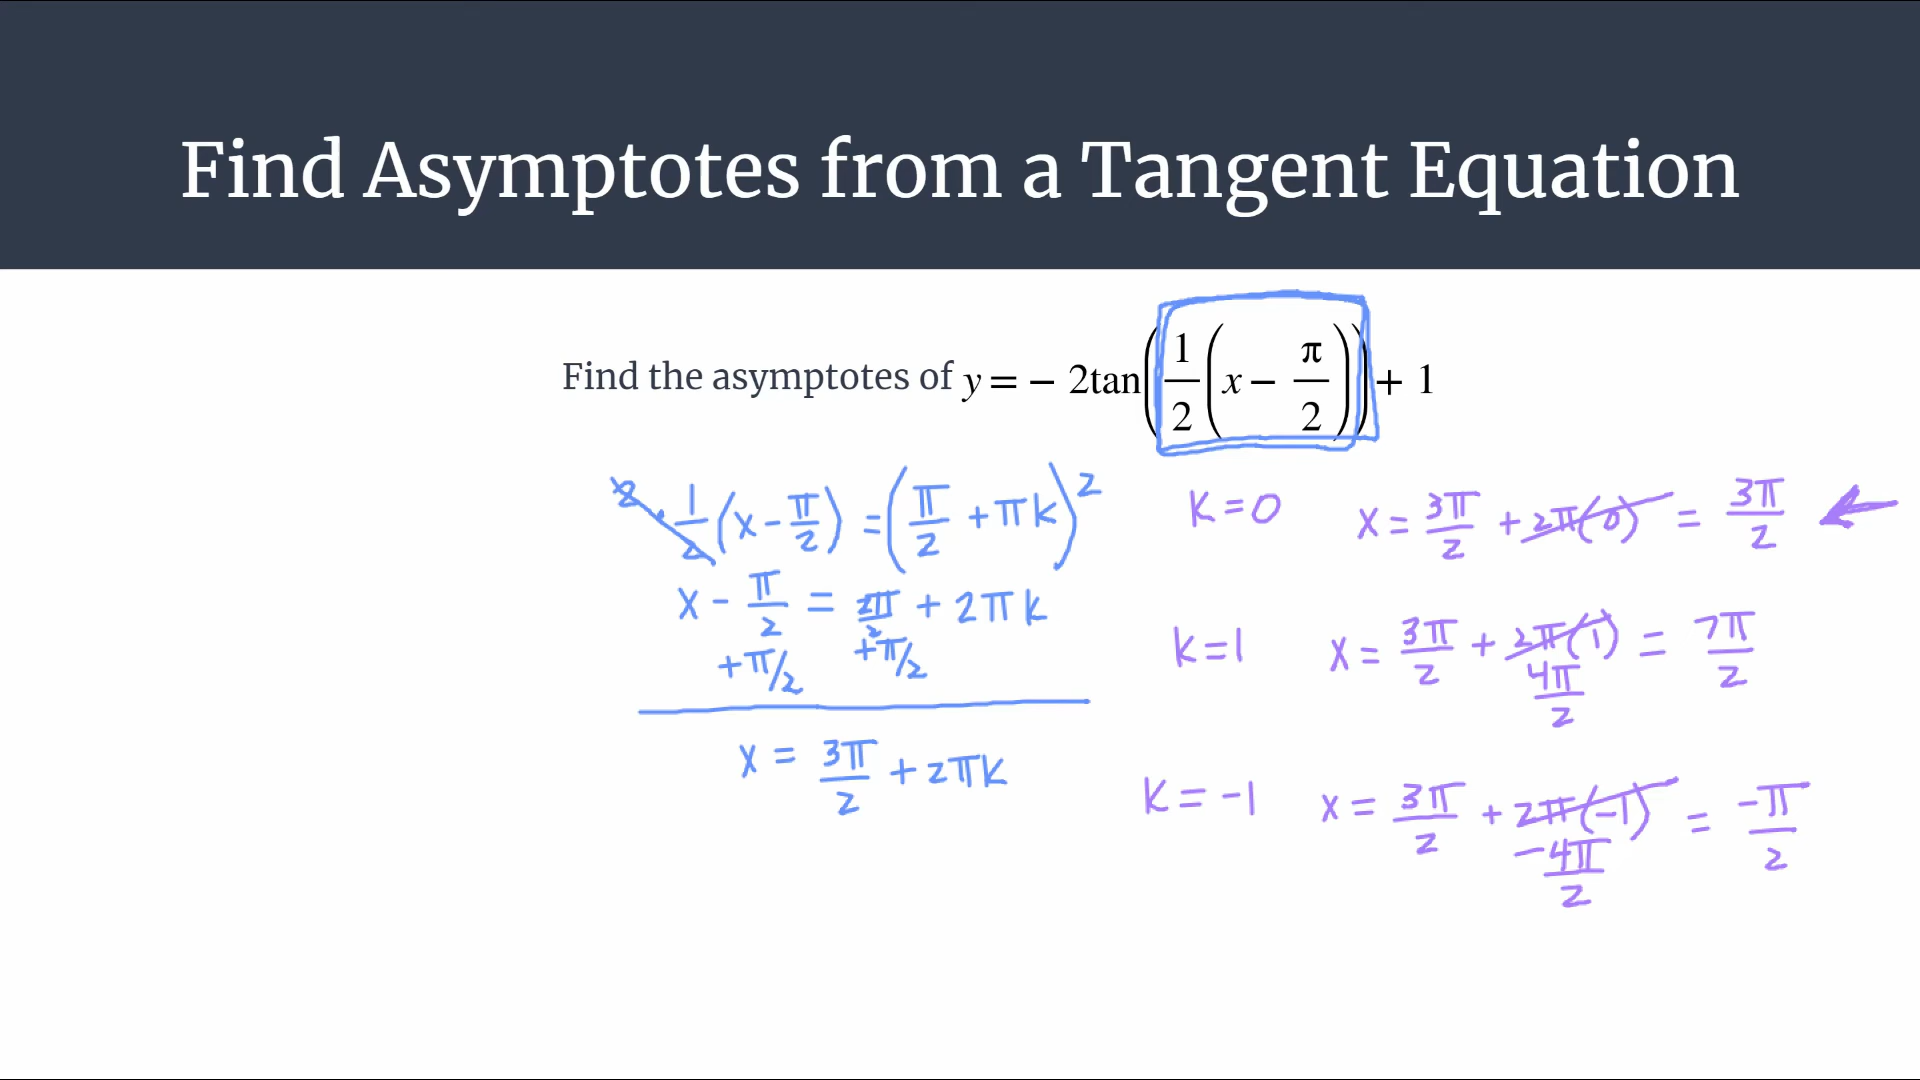 Find Asymptotes from a Tangent Equation
Find the asymptotes of y = − 2tan(1/2(x − π/2)) + 1
2 · 1/2 (x − π/2) = (π/2 + πk) 2
x − π/2 = 2π/2 + 2πk
+π/2 +π/2
x = 3π/2 + 2πk
K = 0 x = 3π/2 + 2π(0) = 3π/2
K = 1 x = 3π/2 + 2π(1) = 7π/2
4π/2
K = −1 x = 3π/2 + 2π(−1) = −π/2
−4π/2